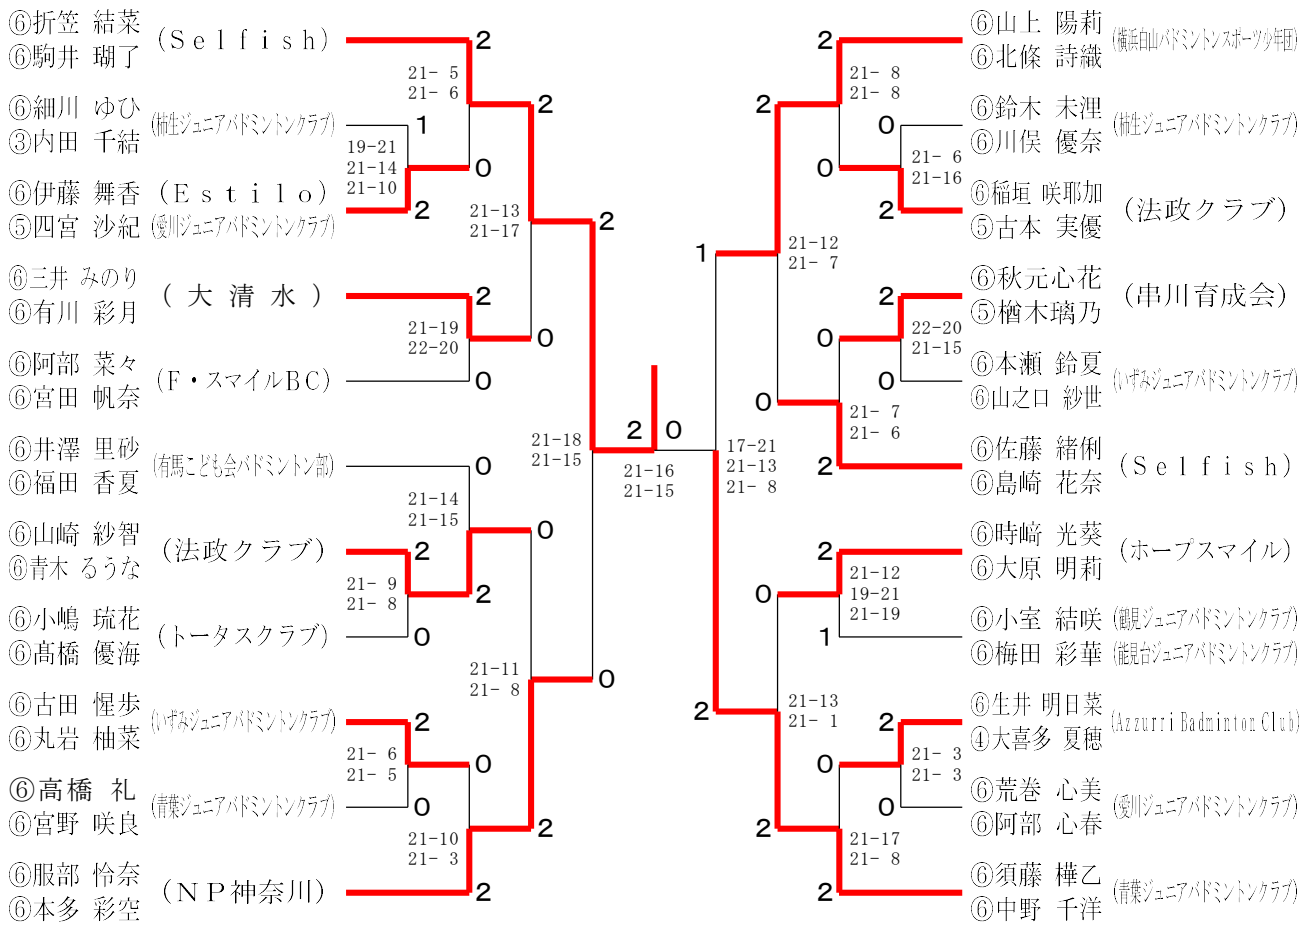 ⑥折笠 結菜
⑥駒井 瑚了
(Selfish)
2
21- 5
21- 6
⑥細川 ゆひ
③内田 千結
(柿生ジュニアバドミントンクラブ)
1
19-21
21-14
21-10
0
2
⑥伊藤 舞香
(Estilo)
⑤四宮 沙紀
(愛川ジュニアバドミントンクラブ)
2
21-13
21-17
2
⑥三井 みのり
⑥有川 彩月
(大清水)
2
21-19
22-20
0
⑥阿部 菜々
⑥宮田 帆奈
(F・スマイルBC)
0
2
0
21-18
21-15
21-16
21-15
⑥井澤 里砂
⑥福田 香夏
(有馬こども会バドミントン部)
0
21-14
21-15
0
⑥山崎 紗智
⑥青木 るうな
(法政クラブ)
2
21- 9
21- 8
2
⑥小嶋 琉花
⑥髙橋 優海
(トータスクラブ)
0
21-11
21- 8
0
⑥古田 惺歩
⑥丸岩 柚菜
(いずみジュニアバドミントンクラブ)
2
21- 6
21- 5
0
⑥高橋 礼
⑥宮野 咲良
(青葉ジュニアバドミントンクラブ)
0
21-10
21- 3
2
⑥服部 怜奈
⑥本多 彩空
(NP神奈川)
2
⑥山上 陽莉
⑥北條 詩織
(横浜白山バドミントンスポーツ少年団)
2
21- 8
21- 8
2
⑥鈴木 未浬
⑥川俣 優奈
(柿生ジュニアバドミントンクラブ)
0
21- 6
21-16
0
⑥稲垣 咲耶加
⑤古本 実優
(法政クラブ)
2
21-12
21- 7
1
⑥秋元心花
⑤楢木璃乃
(串川育成会)
2
22-20
21-15
0
⑥本瀬 鈴夏
⑥山之口 紗世
(いずみジュニアバドミントンクラブ)
0
21- 7
21- 6
0
⑥佐藤 緒俐
⑥島崎 花奈
(Selfish)
2
17-21
21-13
21- 8
⑥時﨑 光葵
⑥大原 明莉
(ホープスマイル)
2
21-12
19-21
21-19
0
⑥小室 結咲
(鶴見ジュニアバドミントンクラブ)
⑥梅田 彩華
(能見台ジュニアバドミントンクラブ)
1
21-13
21- 1
2
⑥生井 明日菜
④大喜多 夏穂
(Azzurri Badminton Club)
2
21- 3
21- 3
0
⑥荒巻 心美
⑥阿部 心春
(愛川ジュニアバドミントンクラブ)
0
21-17
21- 8
2
⑥須藤 樺乙
⑥中野 千洋
(青葉ジュニアバドミントンクラブ)
2